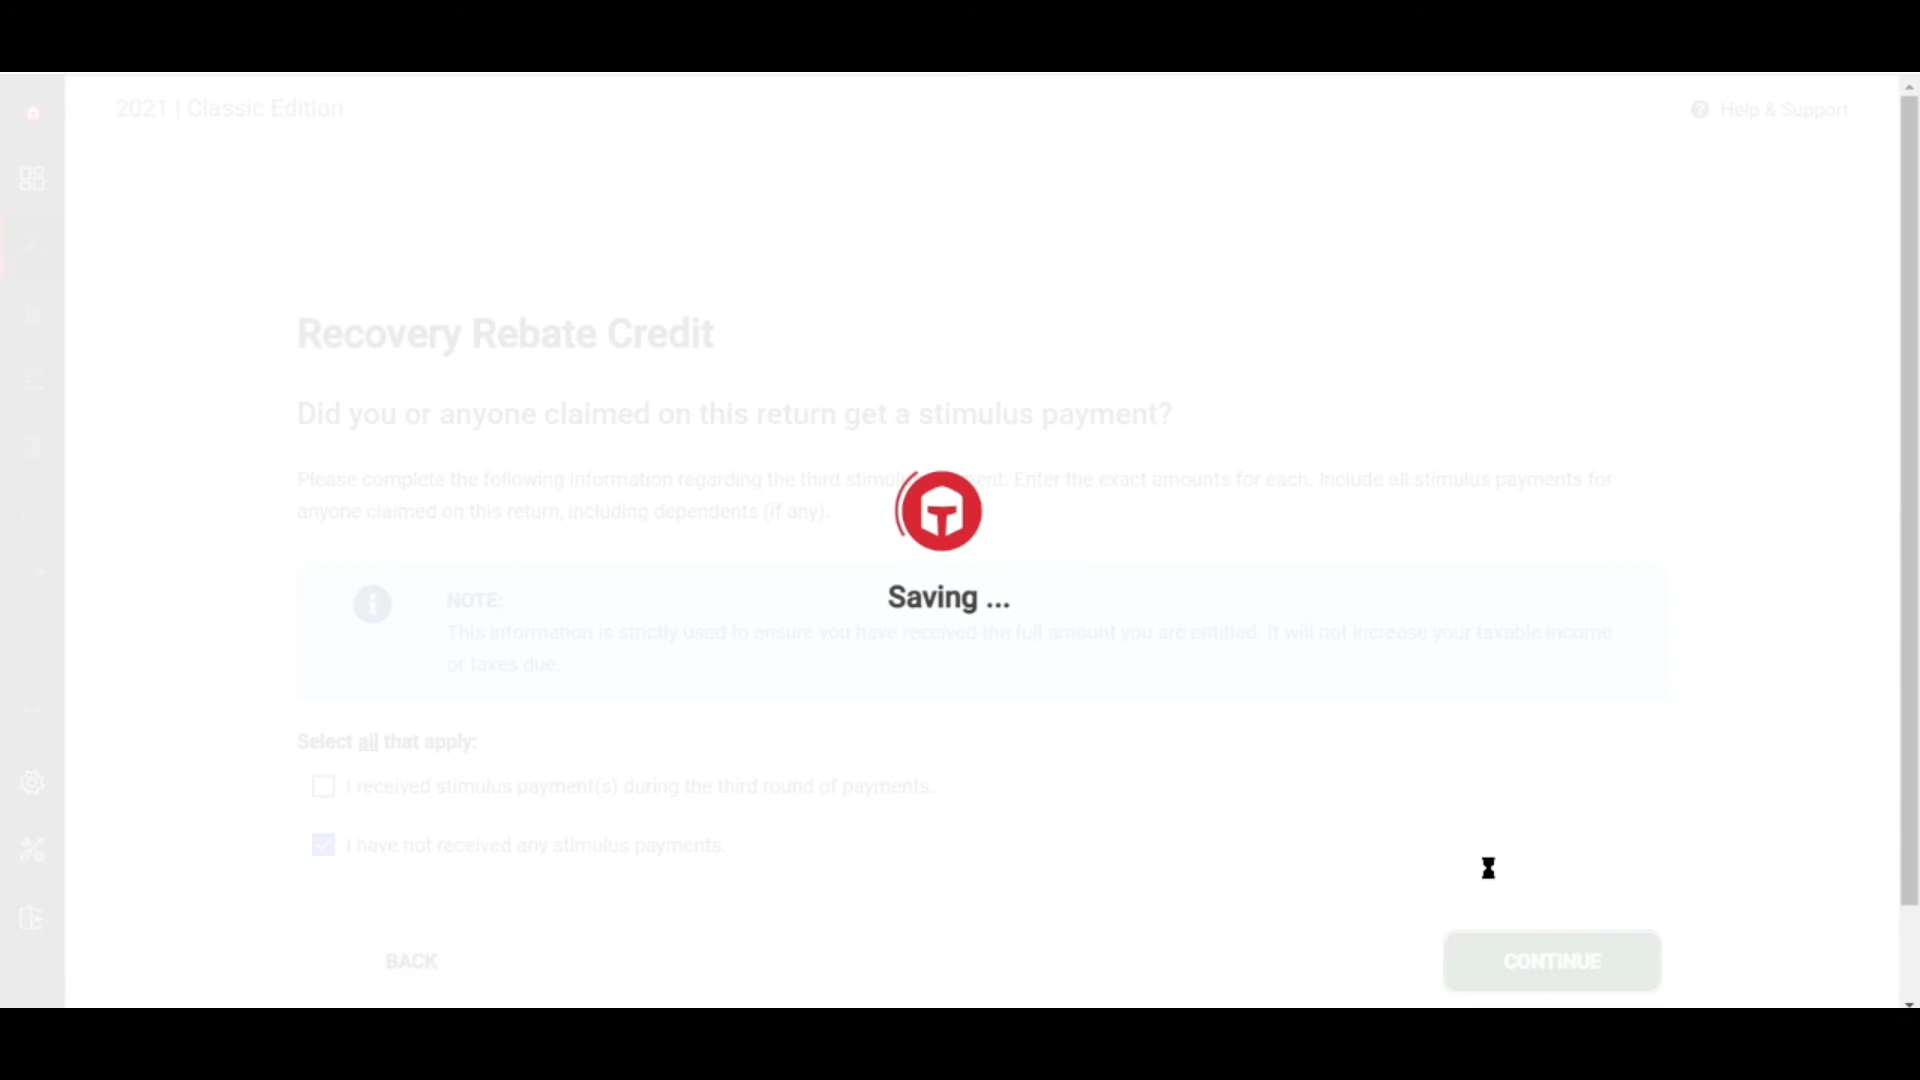 2021 | Classic Edition
Help & Support
Recovery Rebate Credit
Did you or anyone claimed on this return get a stimulus payment?
Please complete the following information regarding the third stimul ent. Enter the exact amounts for each. Include all stimulus payments for
anyone claimed on this return, including dependents (if any).
Saving ...
NOTE:
This information is strictly used to ensure you have received the full amount you are entitled. It will not increase your taxable income
or taxes due.
Select all that apply:
I received stimulus payment(s) during the third round of payments.
I have not received any stimulus payments.
BACK
CONTINUE